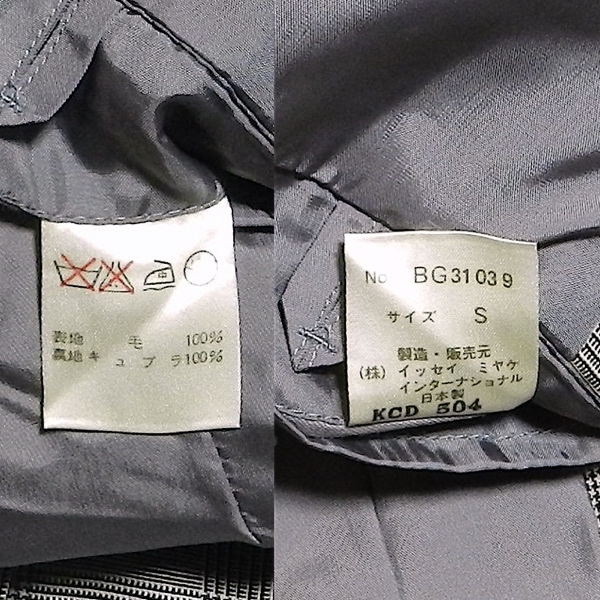 表地 毛 100%
裏地キュプラ100%
No BG31039
サイズ S
製造・販売元
(株) イッセイ ミヤケ
インターナショナル
日本製
KCD 504